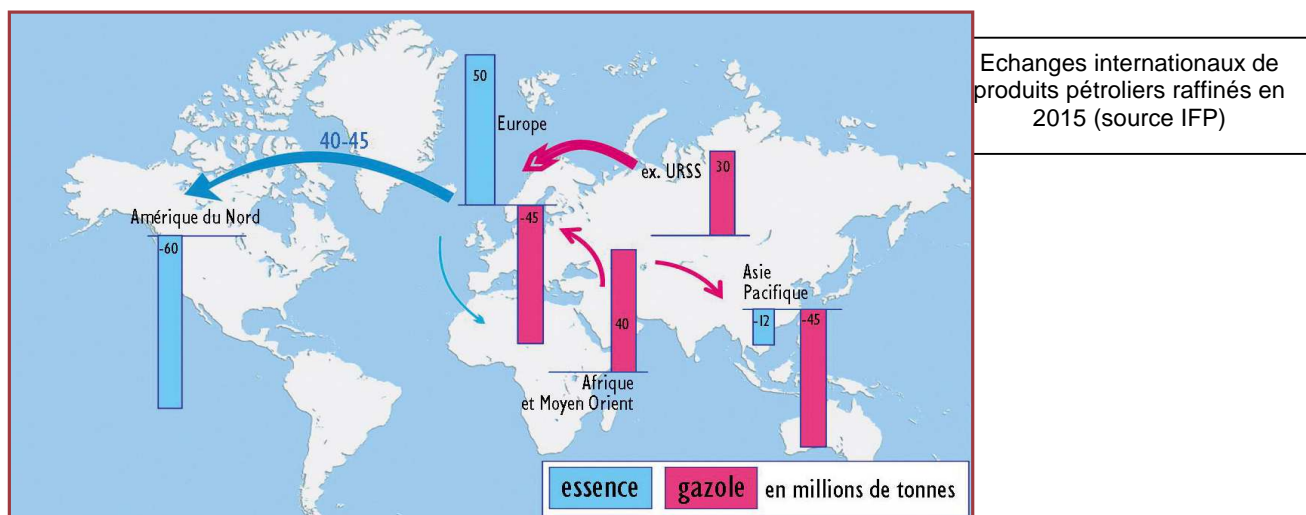 Echanges internationaux de
produits pétroliers raffinés en
2015 (source IFP)
50
Europe
40-45
ex. URSS
30
Amérique du Nord
-60
-45
Asie
Pacifique
-12
-45
40
Afrique
et Moyen Orient
essence gazole en millions de tonnes